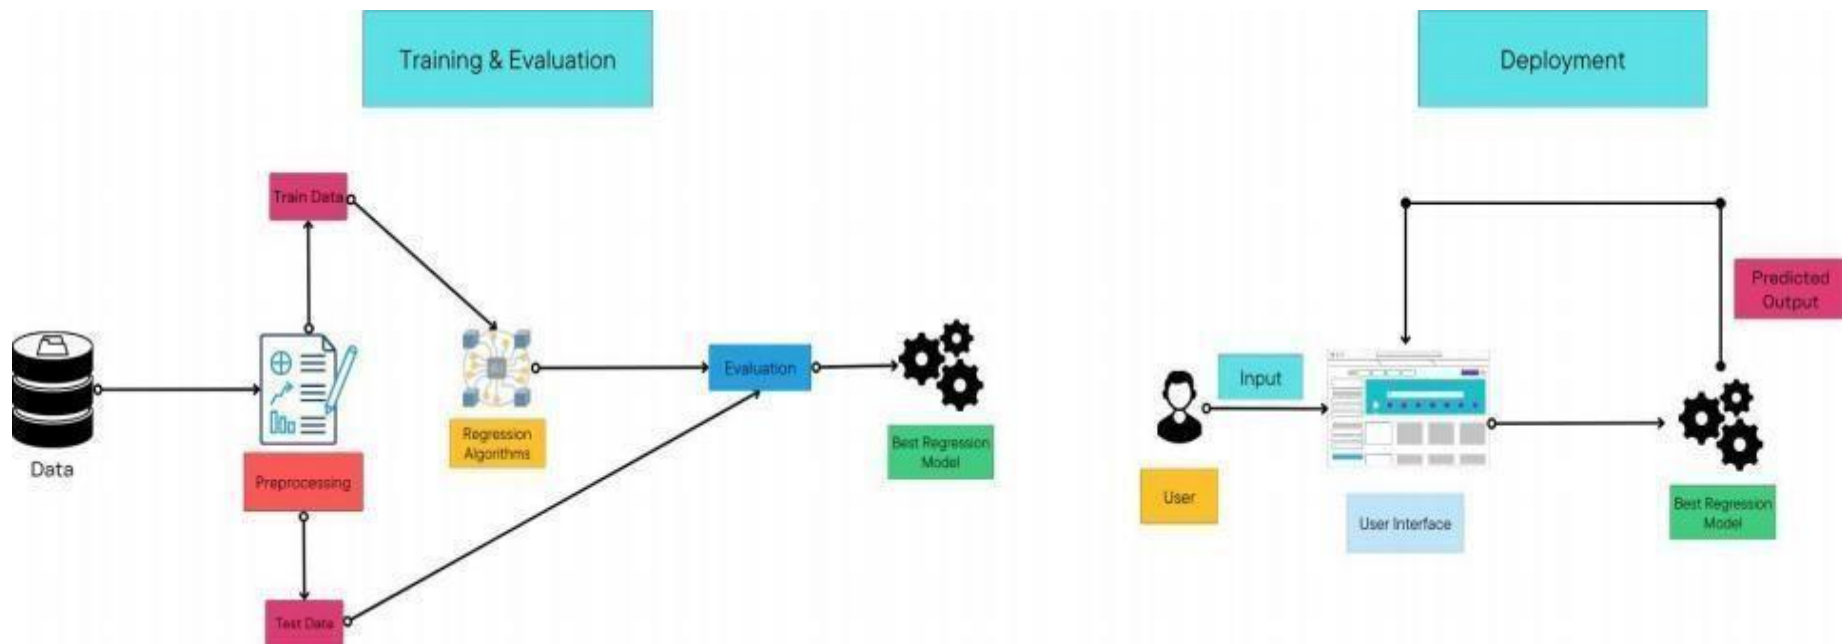 Training & Evaluation
Deployment
Train Data
Predicted
Output
Input
Evaluation
Regression
Algorithms
Best Regression
Model
Data
Preprocessing
User
User Interface
Best Regression
Model
Test Data